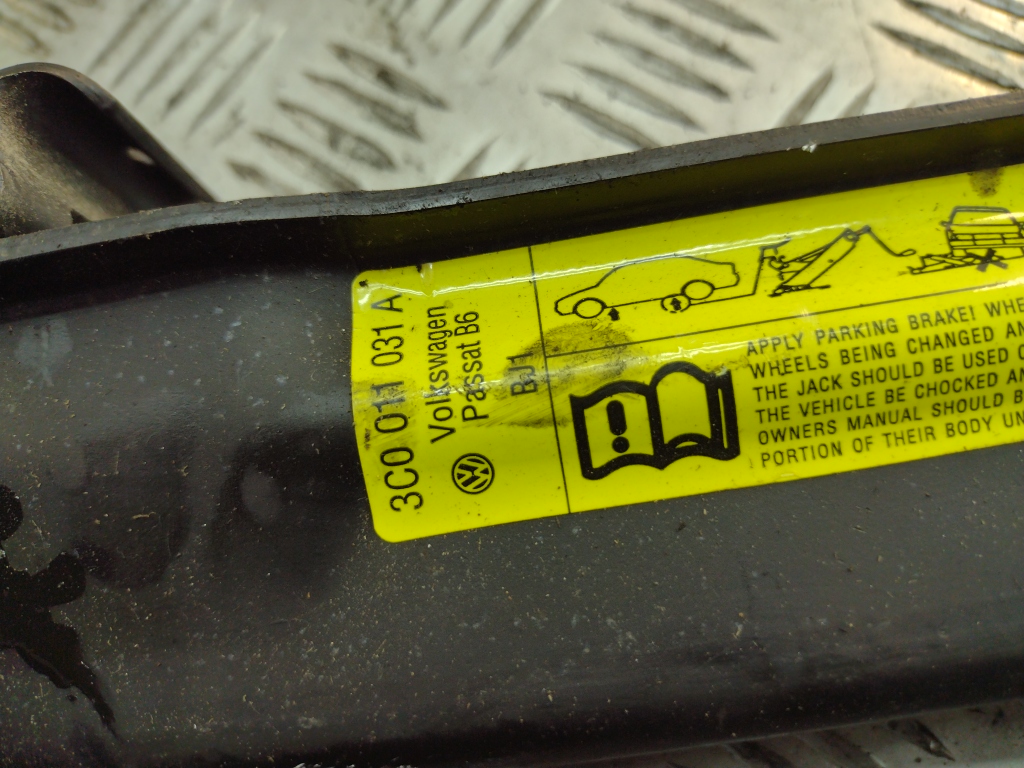 3C0 011 031 A
Volkswagen
Passat B6
BJ1
APPLY PARKING BRAKE! WHE
WHEELS BEING CHANGED AN
THE JACK SHOULD BE USED O
THE VEHICLE BE CHOCKED AN
OWNERS MANUAL SHOULD B
PORTION OF THEIR BODY UN